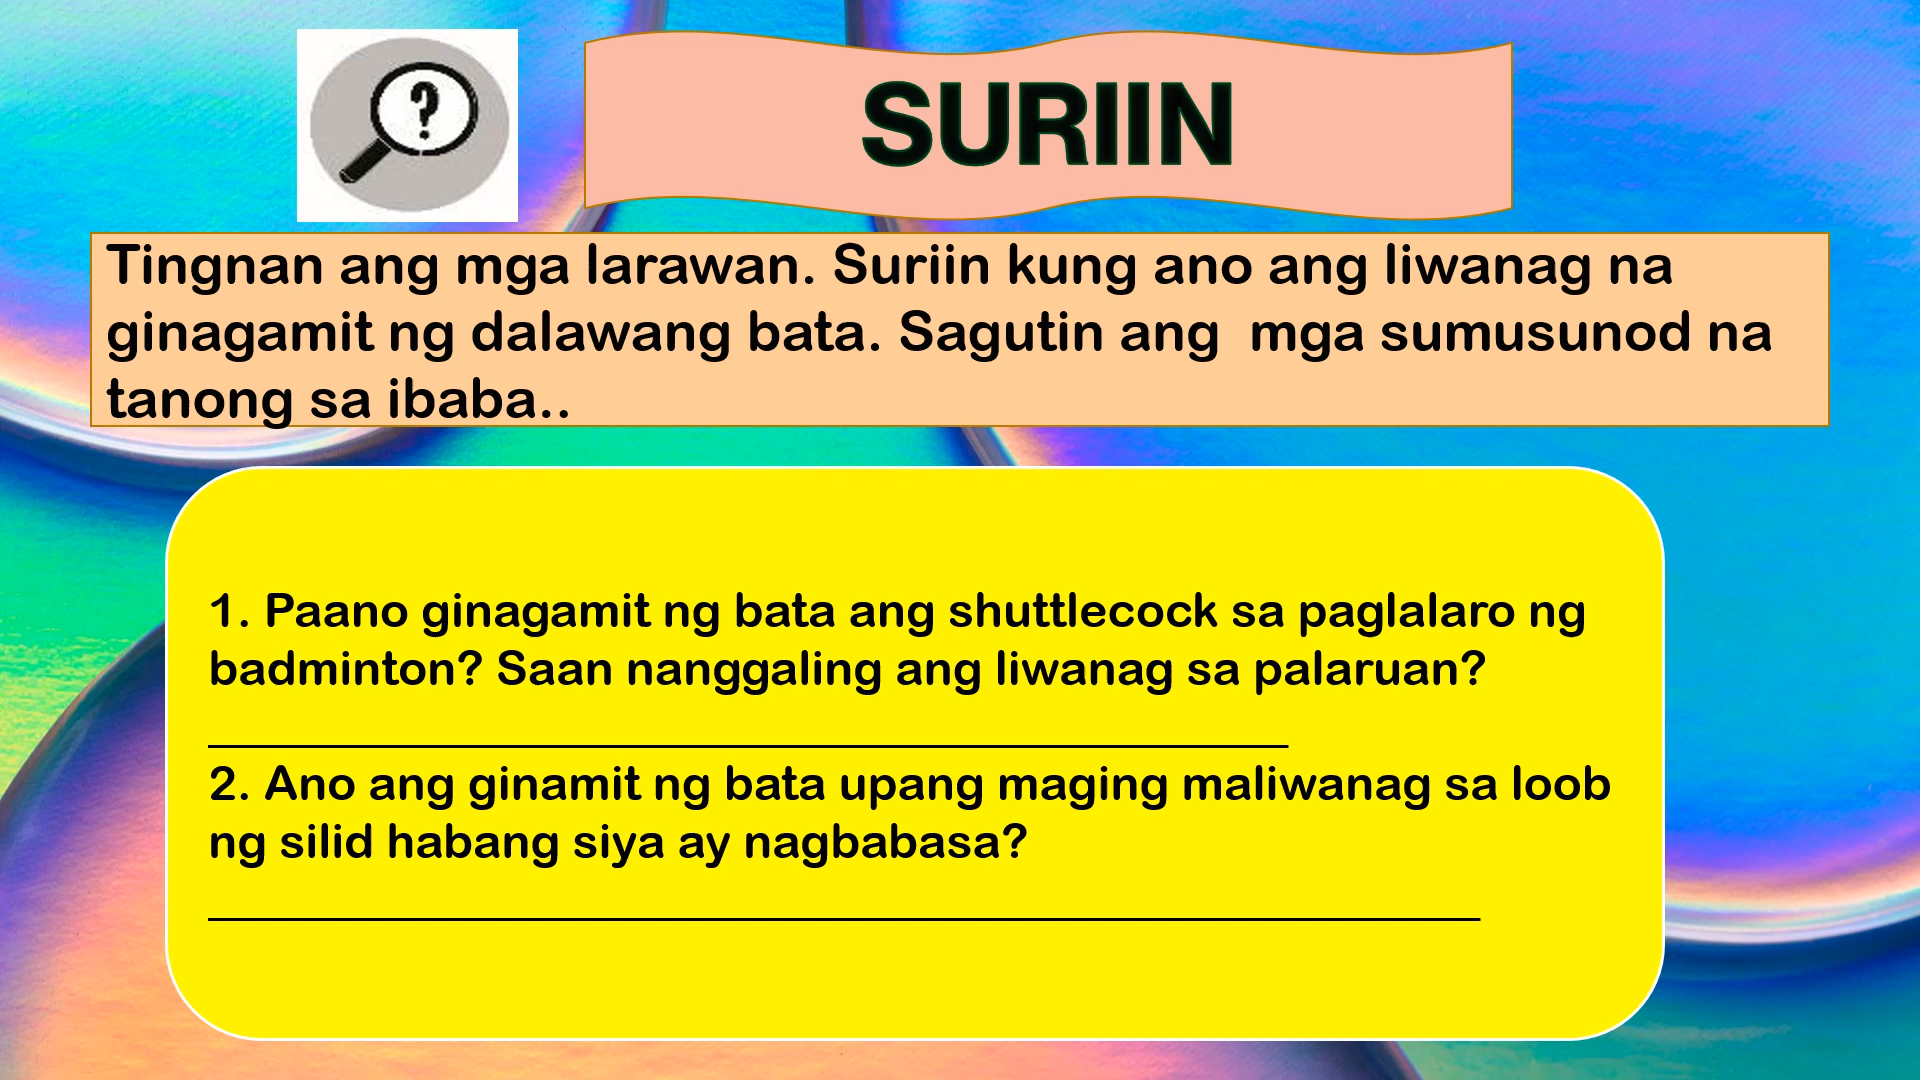 ?
SURIIN
Tingnan ang mga larawan. Suriin kung ano ang liwanag na
ginagamit ng dalawang bata. Sagutin ang  mga sumusunod na
tanong sa ibaba..
1. Paano ginagamit ng bata ang shuttlecock sa paglalaro ng
badminton? Saan nanggaling ang liwanag sa palaruan?
2. Ano ang ginamit ng bata upang maging maliwanag sa loob
ng silid habang siya ay nagbabasa?